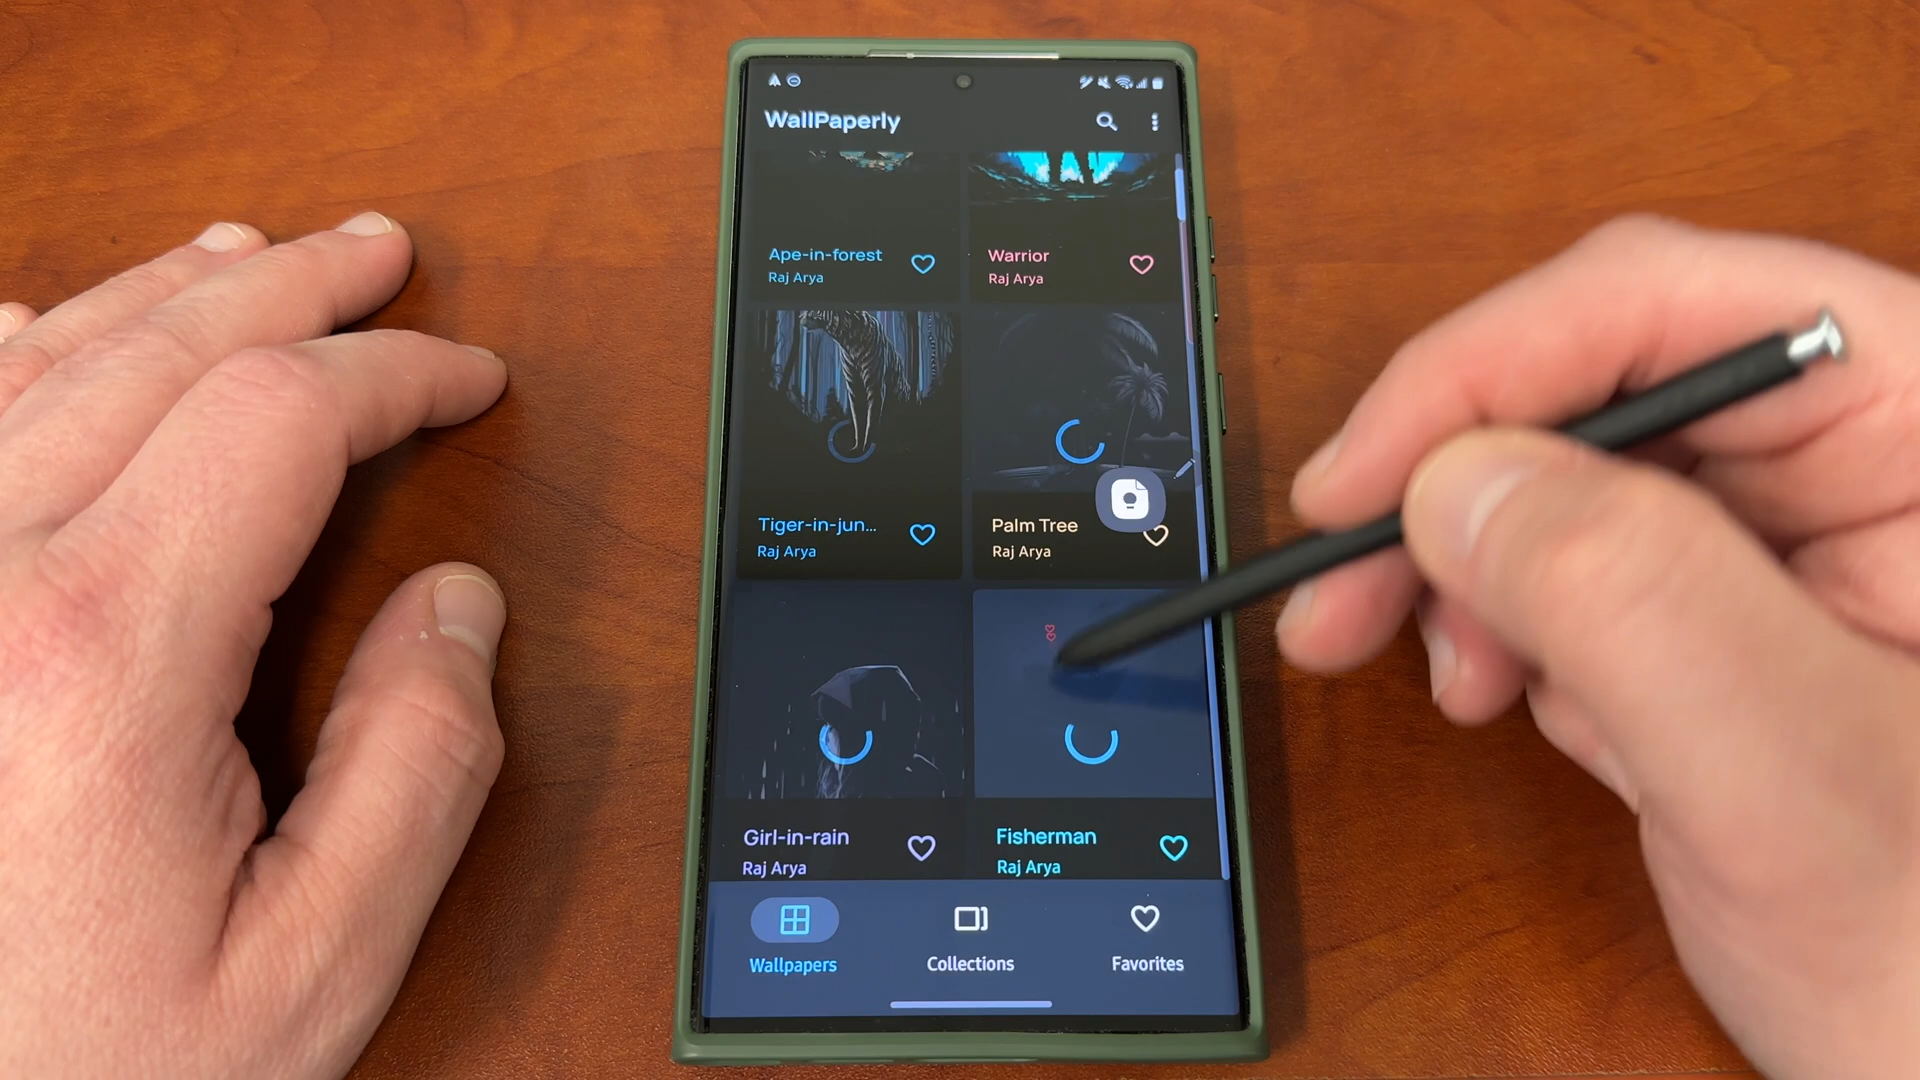 WallPaperly
Ape-in-forest
Raj Arya
Warrior
Raj Arya
Tiger-in-jun...
Raj Arya
Palm Tree
Raj Arya
Girl-in-rain
Raj Arya
Fisherman
Raj Arya
Wallpapers
Collections
Favorites